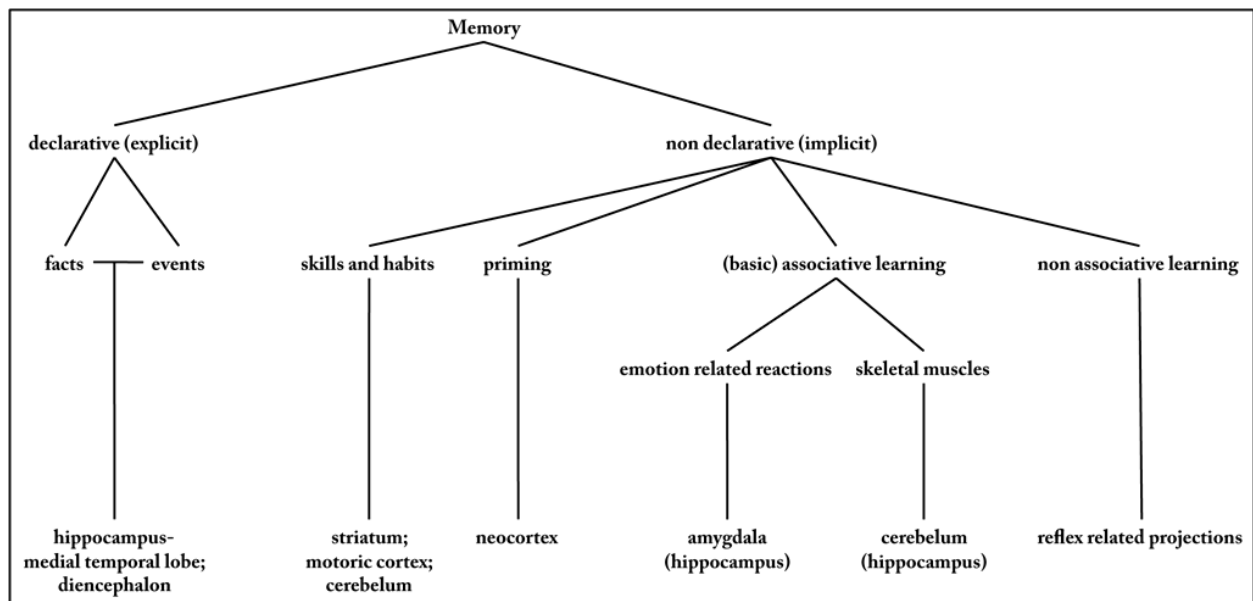 Memory
declarative (explicit)
non declarative (implicit)
facts
events
skills and habits
priming
(basic) associative learning
non associative learning
emotion related reactions
skeletal muscles
hippocampus-
medial temporal lobe;
diencephalon
striatum;
motoric cortex;
cerebelum
neocortex
amygdala
(hippocampus)
cerebelum
(hippocampus)
reflex related projections